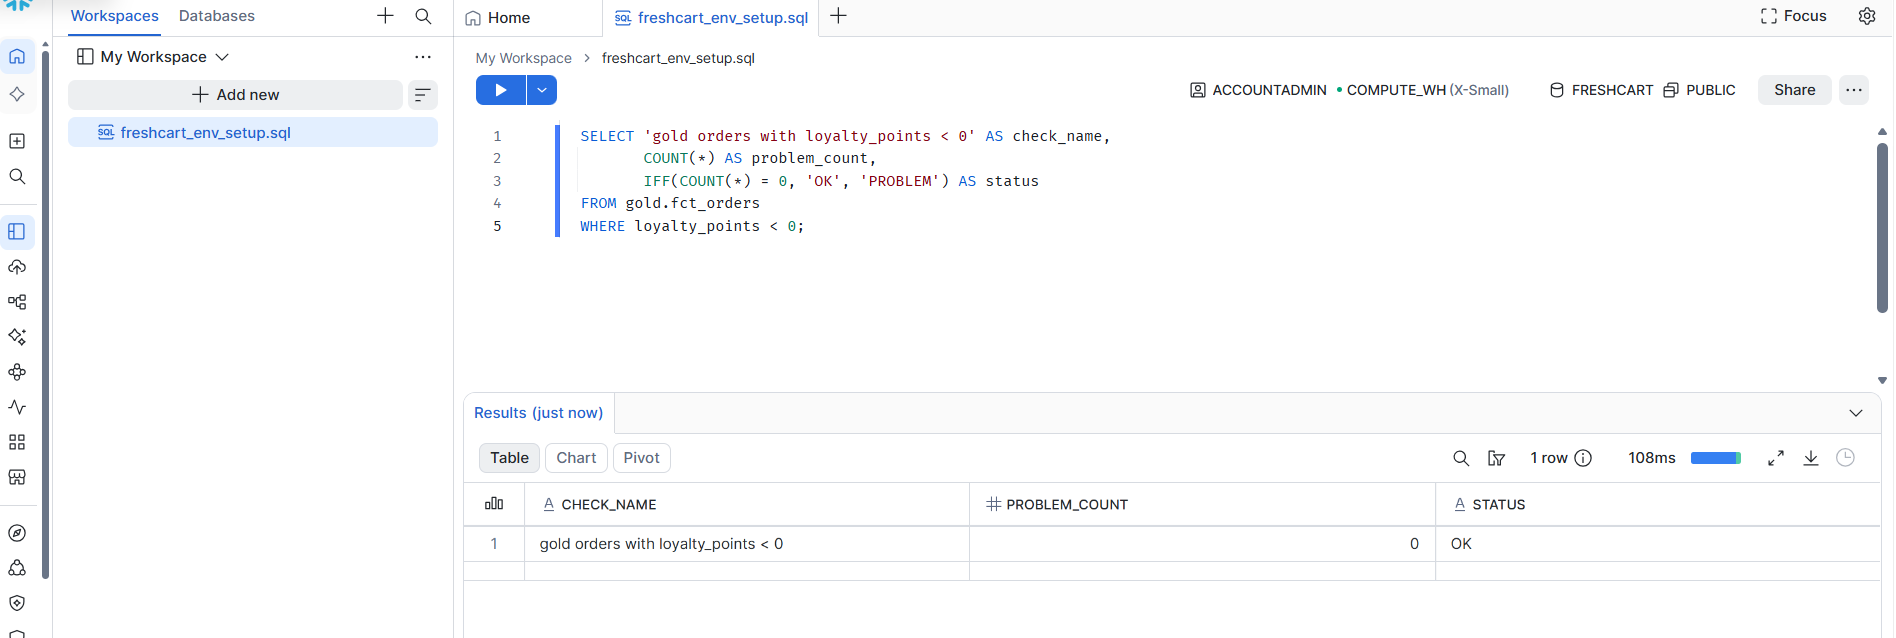 Workspaces Databases
Home
freshcart_env_setup.sql
Focus
My Workspace
My Workspace > freshcart_env_setup.sql
Add new
ACCOUNTADMIN COMPUTE_WH (X-Small) FRESHCART PUBLIC Share
SQL freshcart_env_setup.sql
1 SELECT 'gold orders with loyalty_points < 0' AS check_name,
2 COUNT(*) AS problem_count,
3 IFF(COUNT(*) = 0, 'OK', 'PROBLEM') AS status
4 FROM gold.fct_orders
5 WHERE loyalty_points < 0;
Results (just now)
Table Chart Pivot
1 row 108ms
CHECK_NAME PROBLEM_COUNT STATUS
1 gold orders with loyalty_points < 0 0 OK